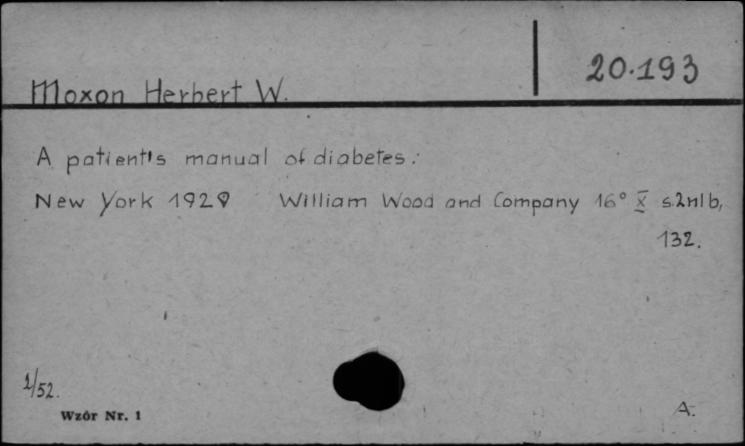 Moxon Herbert W.
20.193
A patient's manual of diabetes.
New York 1928 William Wood and Company 16° X s.2nlb,
132.
1/52.
Wzór Nr. 1
A.